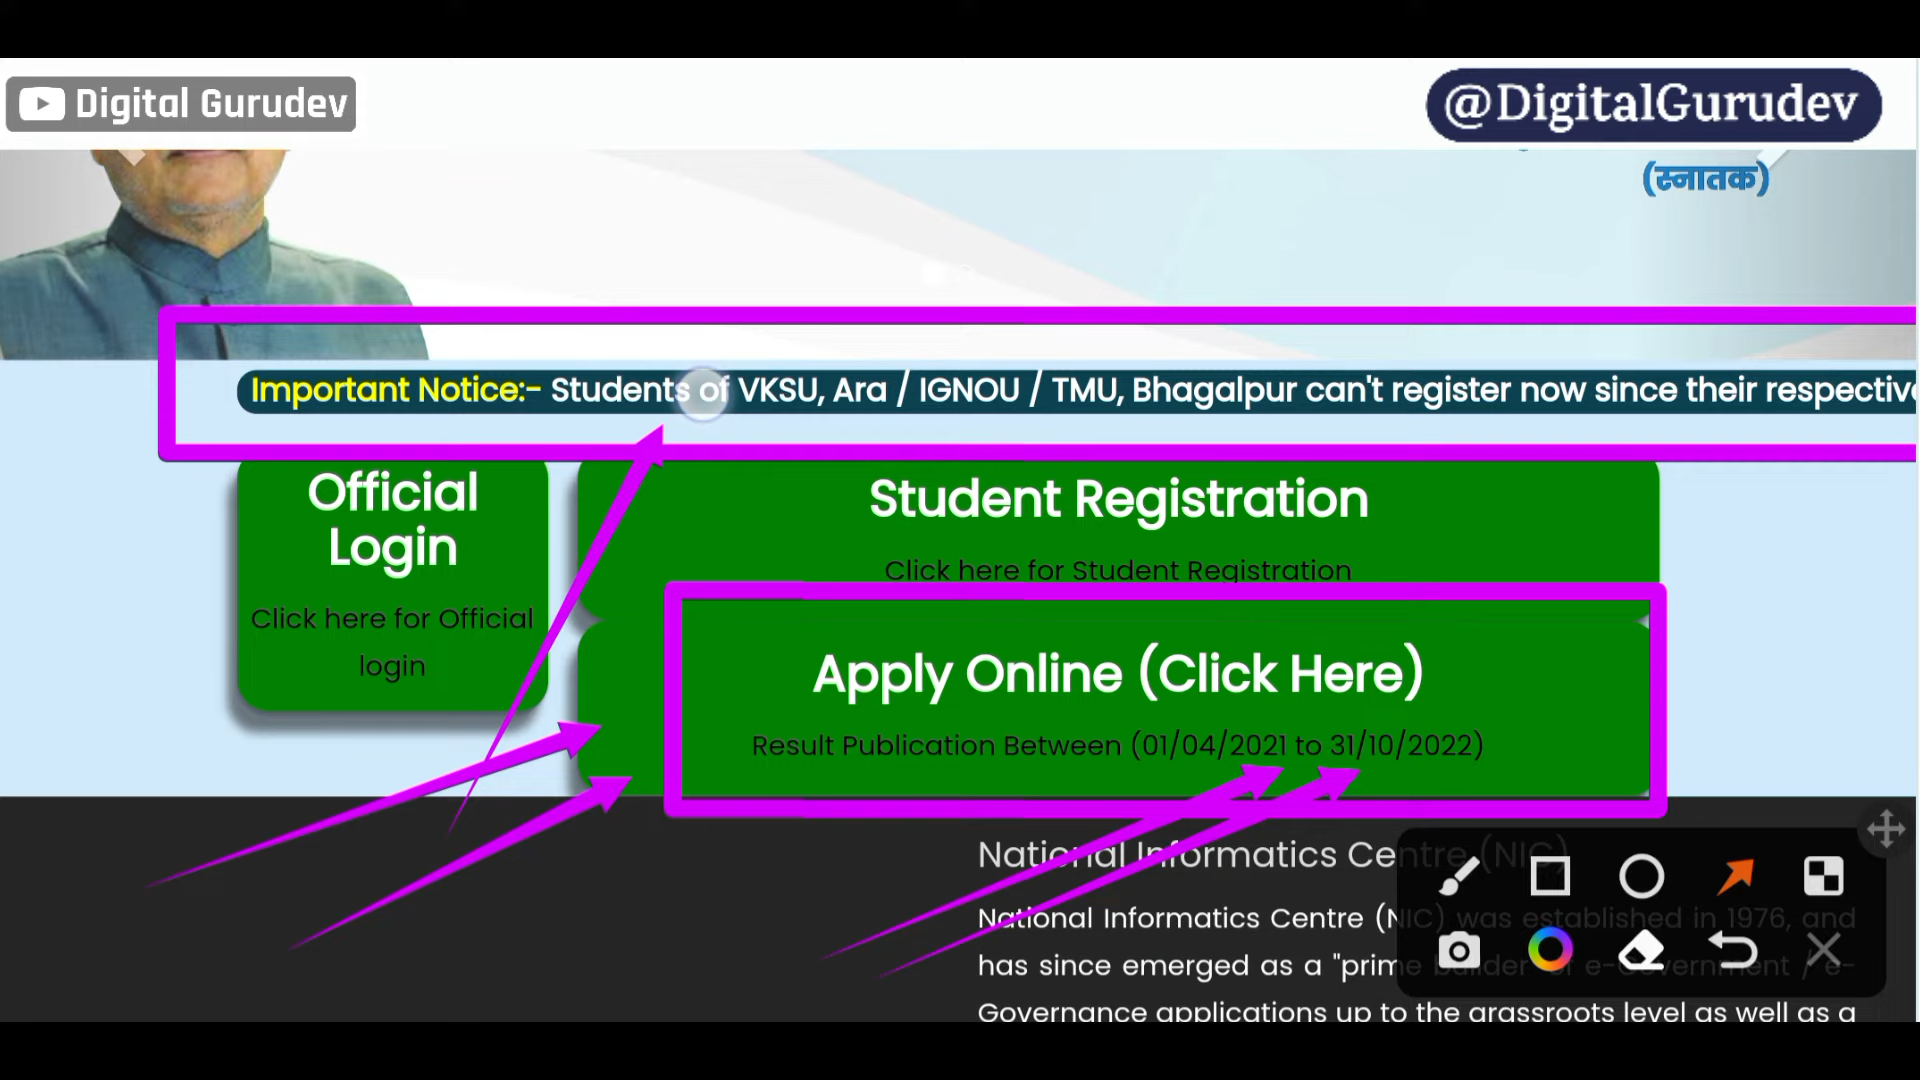 Digital Gurudev
@DigitalGurudev
(स्नातक)
Important Notice:- Students of VKSU, Ara / IGNOU / TMU, Bhagalpur can't register now since their respective
Official
Login
Click here for Official
login
Student Registration
Click here for Student Registration
Apply Online (Click Here)
Result Publication Between (01/04/2021 to 31/10/2022)
National Informatics Centre (NIC)
National Informatics Centre (NIC) was established in 1976, and
has since emerged as a "prime builder" of e-Government / e-
Governance applications up to the grassroots level as well as a